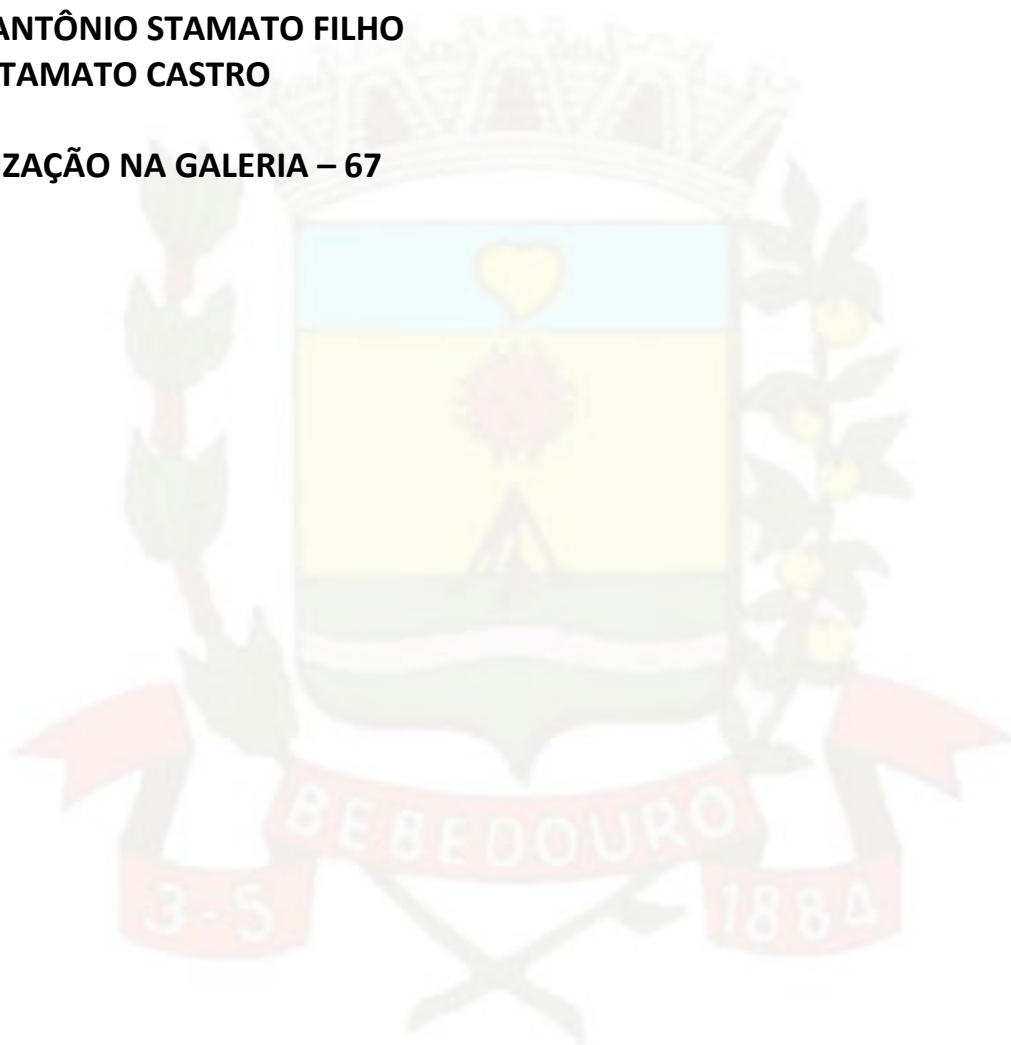 ANTÔNIO STAMATO FILHO
TAMATO CASTRO
ZAÇÃO NA GALERIA – 67
BEBEDOURO
3-5
1884